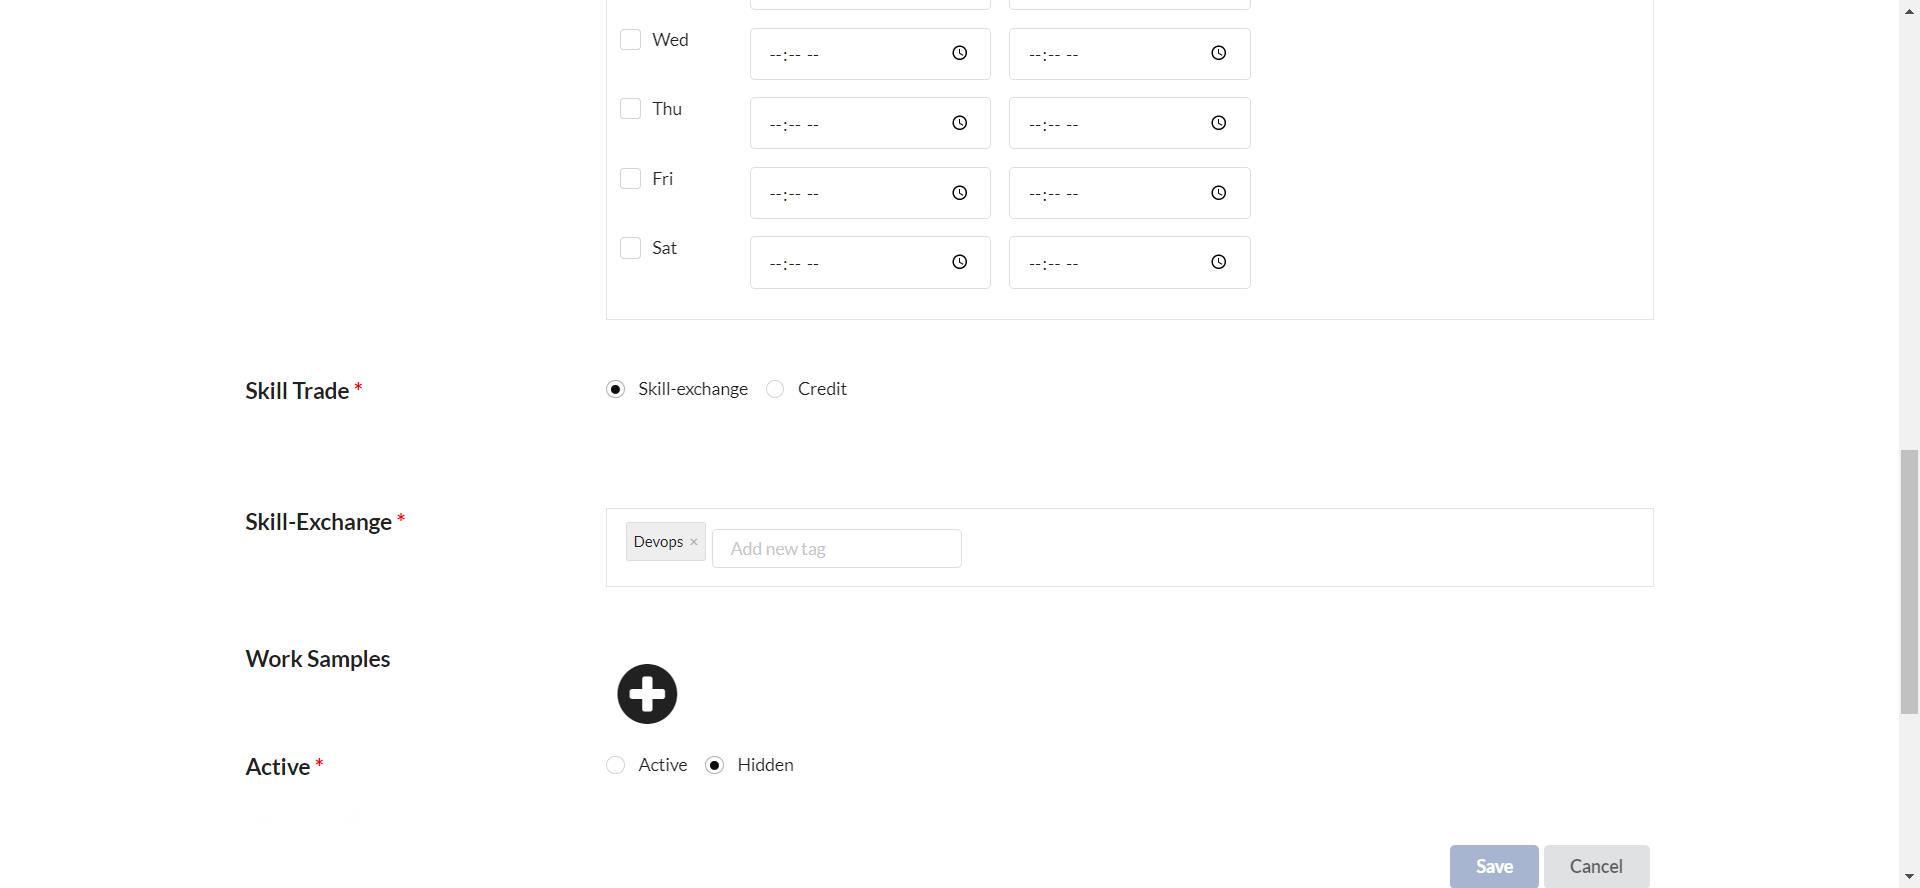 Wed --:-- -- --:-- --
Thu --:-- -- --:-- --
Fri --:-- -- --:-- --
Sat --:-- -- --:-- --
Skill Trade * Skill-exchange Credit
Skill-Exchange * Devops × Add new tag
Work Samples
Active * Active Hidden
Save Cancel